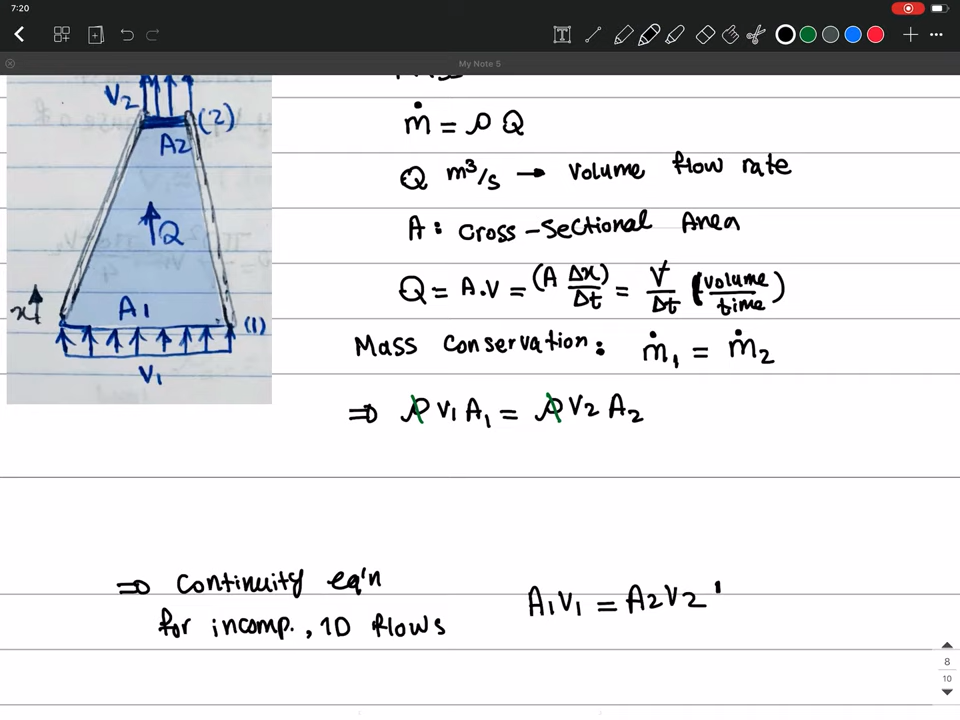 7:20
My Note 5
V2
(2)
A2
Q
x
A1
(1)
V1
ṁ = ρ Q
Q m³/s → Volume flow rate
A: Cross-Sectional Area
Q = A.V = (A Δx)/Δt = V/Δt (volume/time)
Mass Conservation: ṁ₁ = ṁ₂
⇒ ρ V₁ A₁ = ρ V₂ A₂
⇒ Continuity eq'n
for incomp., 1D flows
A₁V₁ = A₂V₂
8
10